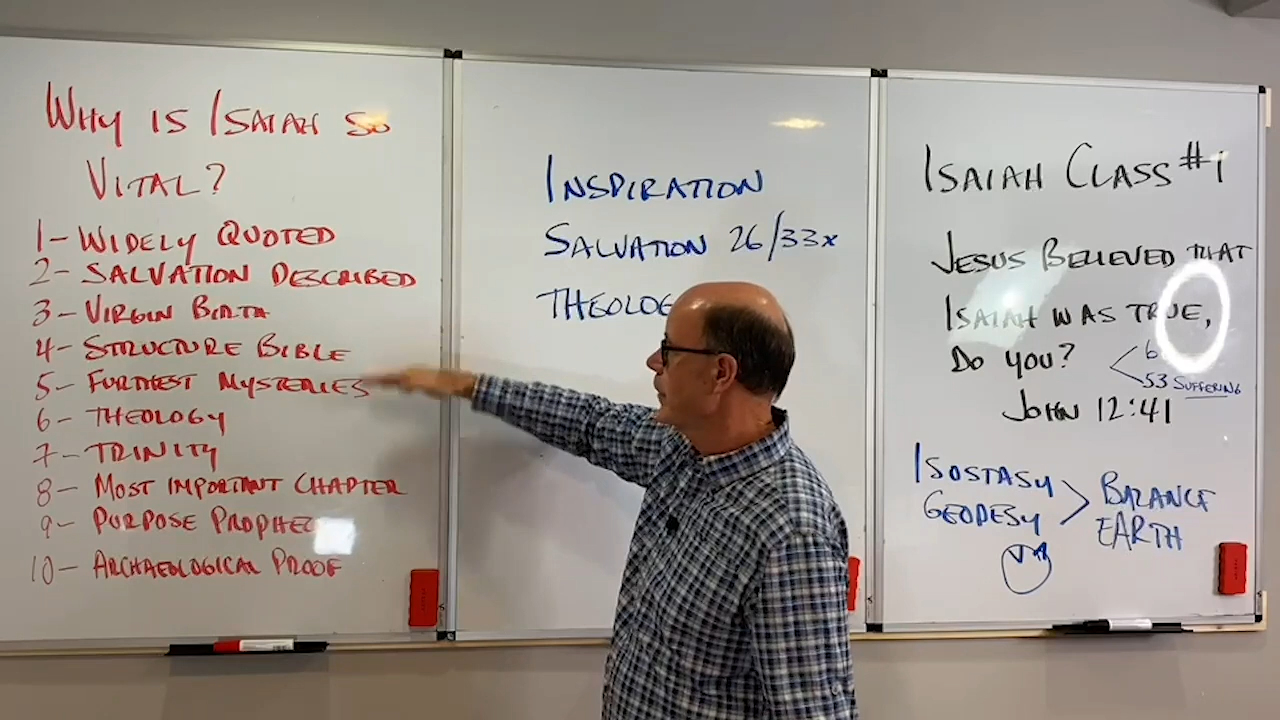 WHY IS ISAIAH SO
VITAL?
1- WIDELY QUOTED
2- SALVATION DESCRIBED
3- VIRGIN BIRTH
4- STRUCTURE BIBLE
5- FURTHEST MYSTERIES
6- THEOLOGY
7- TRINITY
8- MOST IMPORTANT CHAPTER
9- PURPOSE PROPHECY
10- ARCHAEOLOGICAL PROOF
INSPIRATION
SALVATION 26/33x
THEOLOG
ISAIAH CLASS #1
JESUS BELIEVED THAT
ISAIAH WAS TRUE,
DO YOU?
6
53 SUFFERING
JOHN 12:41
ISOSTASY
GEODESY
BALANCE
EARTH